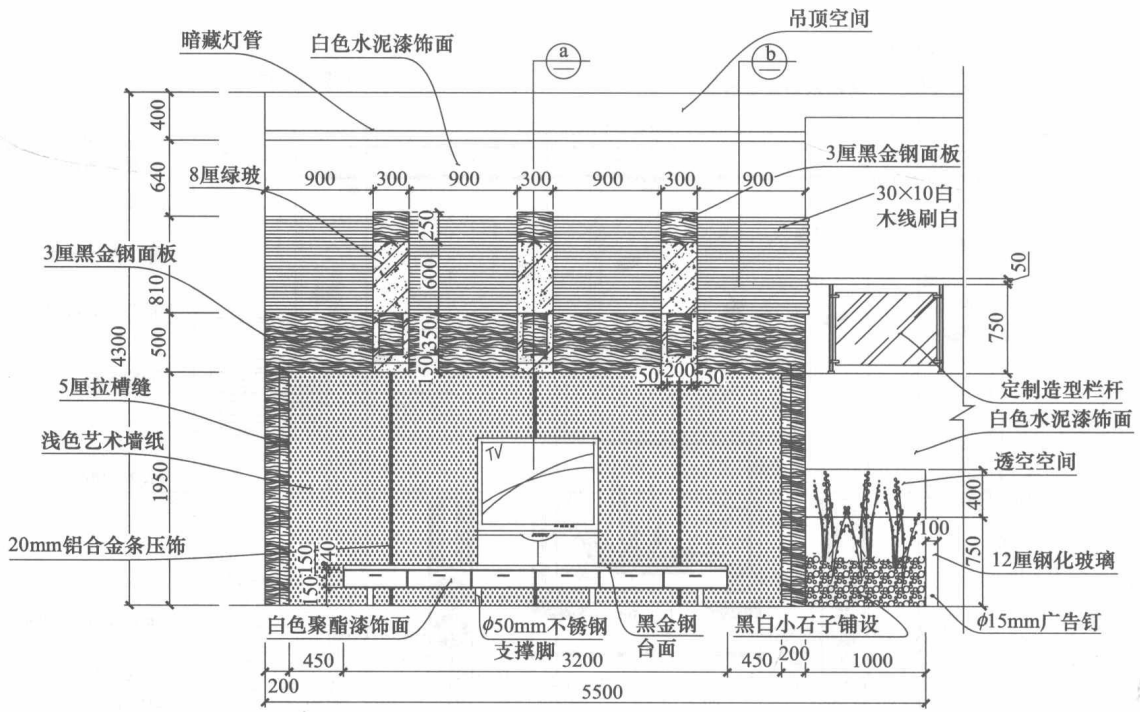 吊顶空间
暗藏灯管
白色水泥漆饰面
a
b
400
3厘黑金钢面板
640
8厘绿玻
900
300
900
300
900
300
900
30×10白
木线刷白
250
3厘黑金钢面板
600
50
810
750
4300
500
350
150
50
200
50
5厘拉槽缝
定制造型栏杆
白色水泥漆饰面
浅色艺术墙纸
TV
透空空间
1950
400
100
20mm铝合金条压饰
150
40
12厘钢化玻璃
750
150
白色聚酯漆饰面
ϕ50mm不锈钢
支撑脚
黑金钢
台面
黑白小石子铺设
ϕ15mm广告钉
450
3200
450
200
1000
200
5500